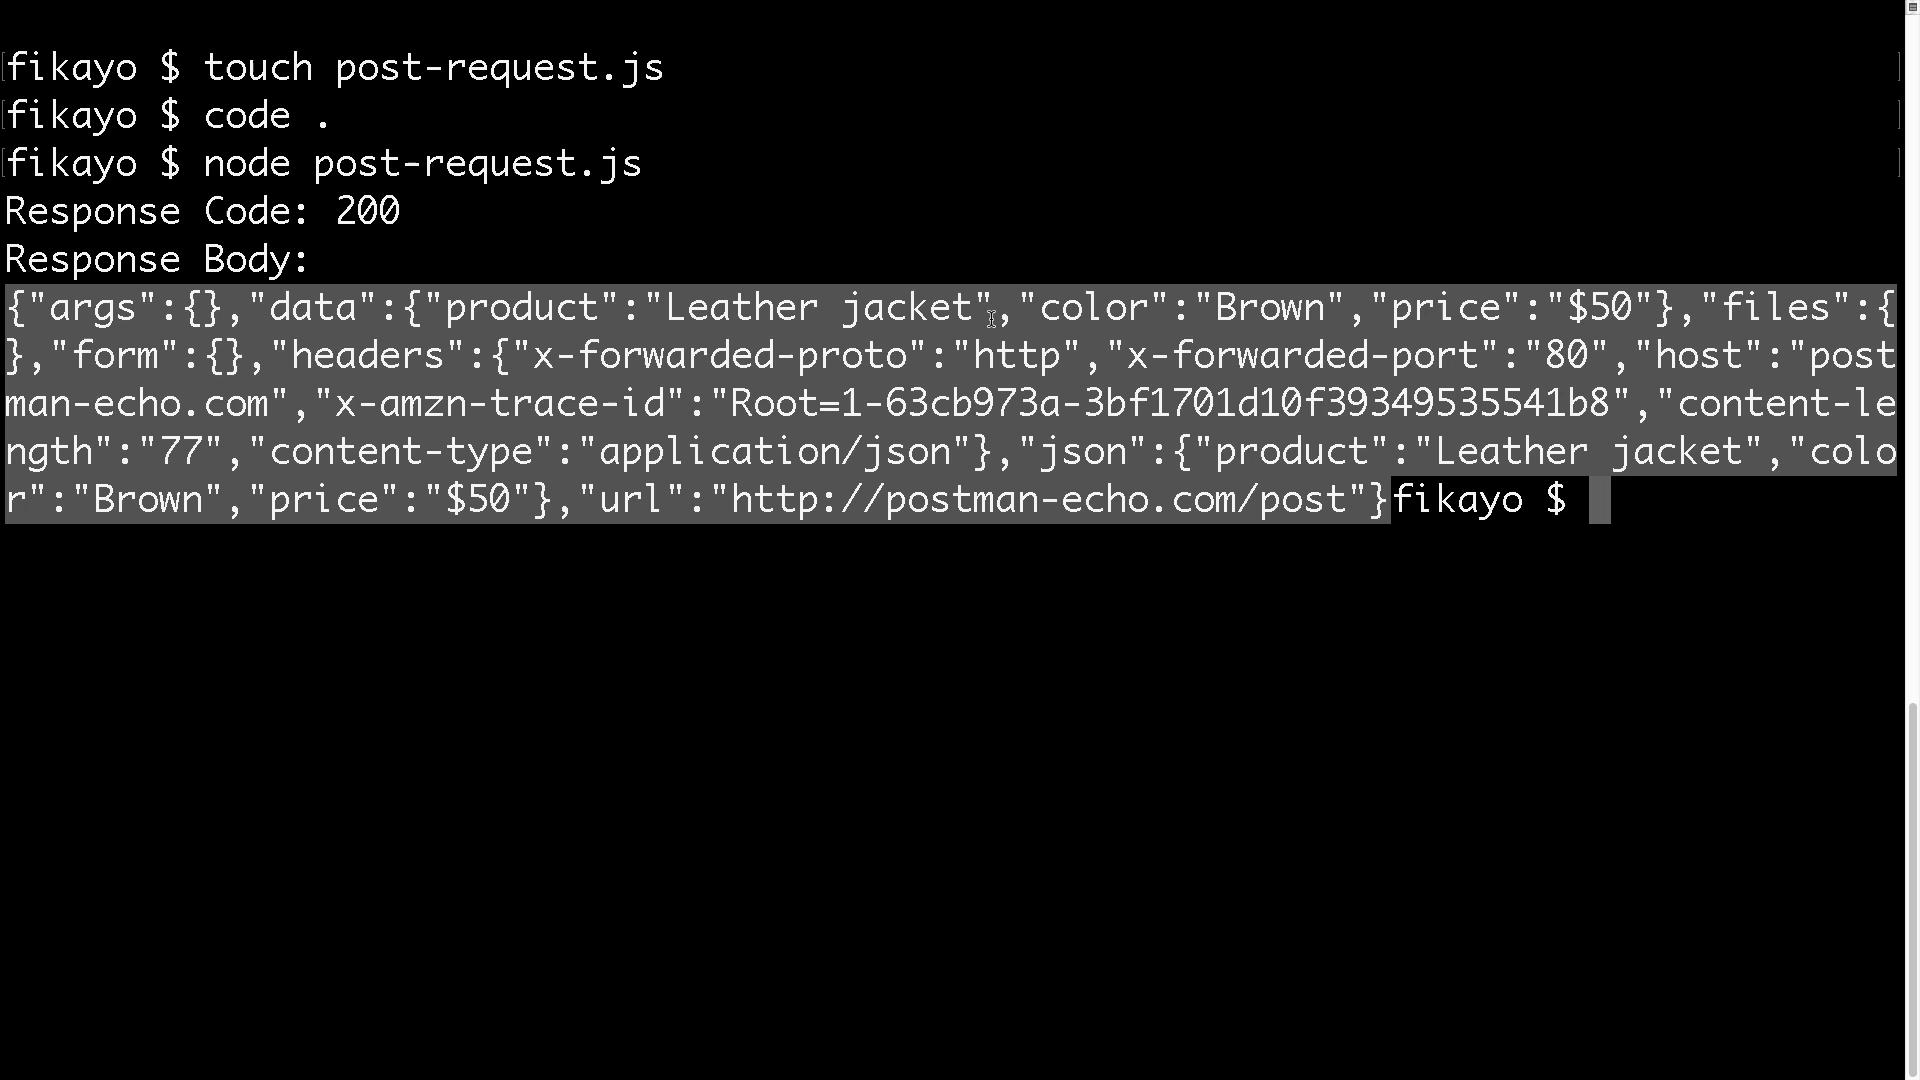 fikayo $ touch post-request.js
fikayo $ code .
fikayo $ node post-request.js
Response Code: 200
Response Body:
{"args":{},"data":{"product":"Leather jacket","color":"Brown","price":"$50"},"files":{
},"form":{},"headers":{"x-forwarded-proto":"http","x-forwarded-port":"80","host":"post
man-echo.com","x-amzn-trace-id":"Root=1-63cb973a-3bf1701d10f39349535541b8","content-le
ngth":"77","content-type":"application/json"},"json":{"product":"Leather jacket","colo
r":"Brown","price":"$50"},"url":"http://postman-echo.com/post"}fikayo $